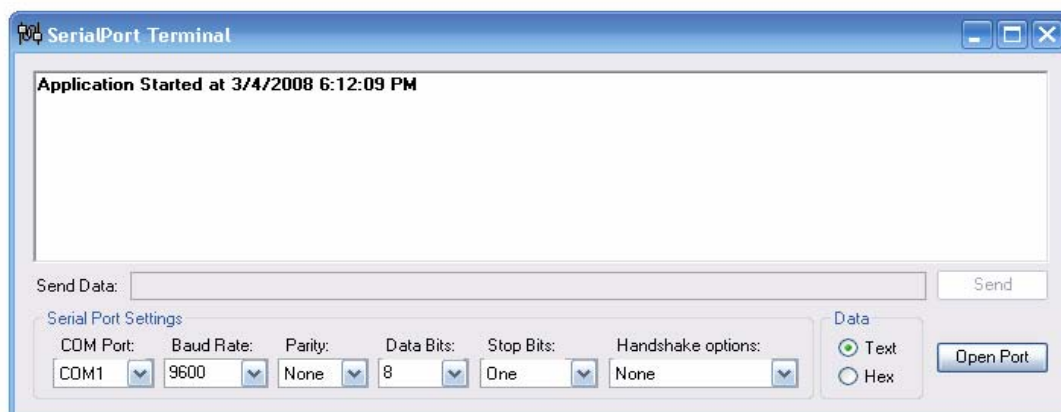 SerialPort Terminal
Application Started at 3/4/2008 6:12:09 PM
Send Data:
Send
Serial Port Settings
Data
COM Port:
Baud Rate:
Parity:
Data Bits:
Stop Bits:
Handshake options:
COM1
9600
None
8
One
None
Text
Hex
Open Port